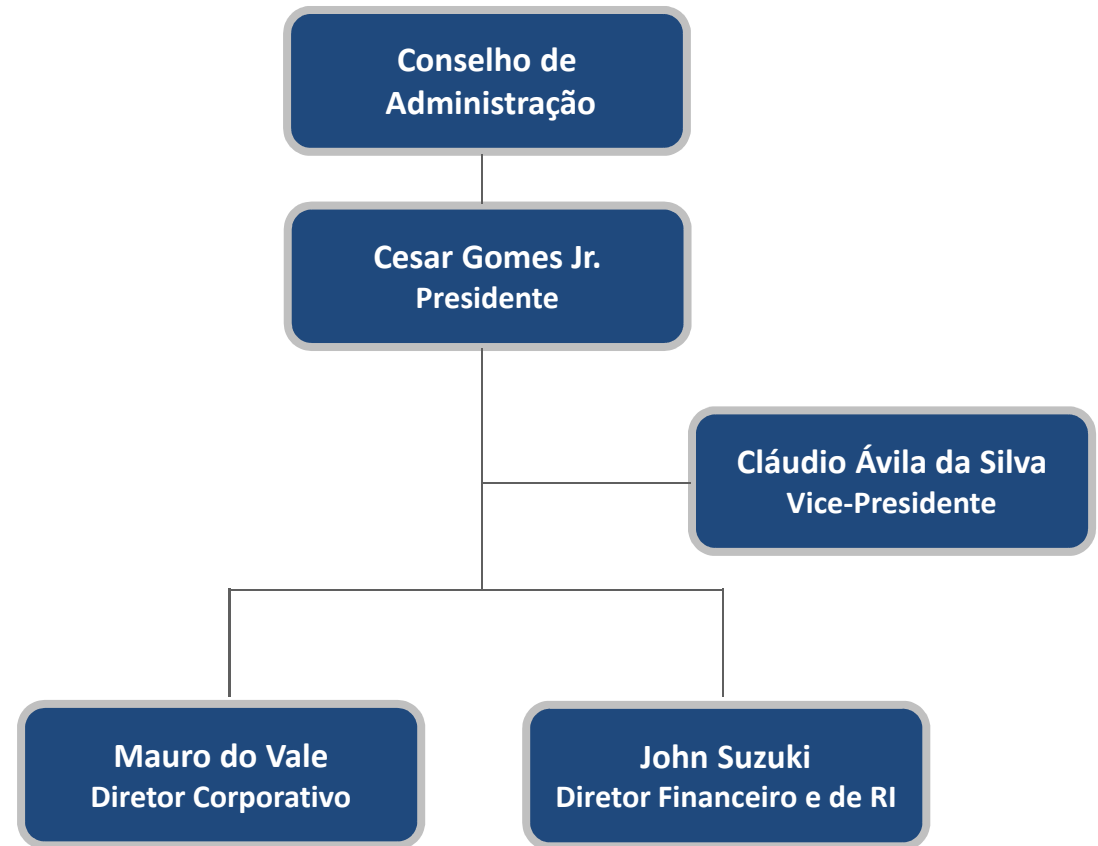 Conselho de
Administração
Cesar Gomes Jr.
Presidente
Cláudio Ávila da Silva
Vice-Presidente
Mauro do Vale
Diretor Corporativo
John Suzuki
Diretor Financeiro e de RI